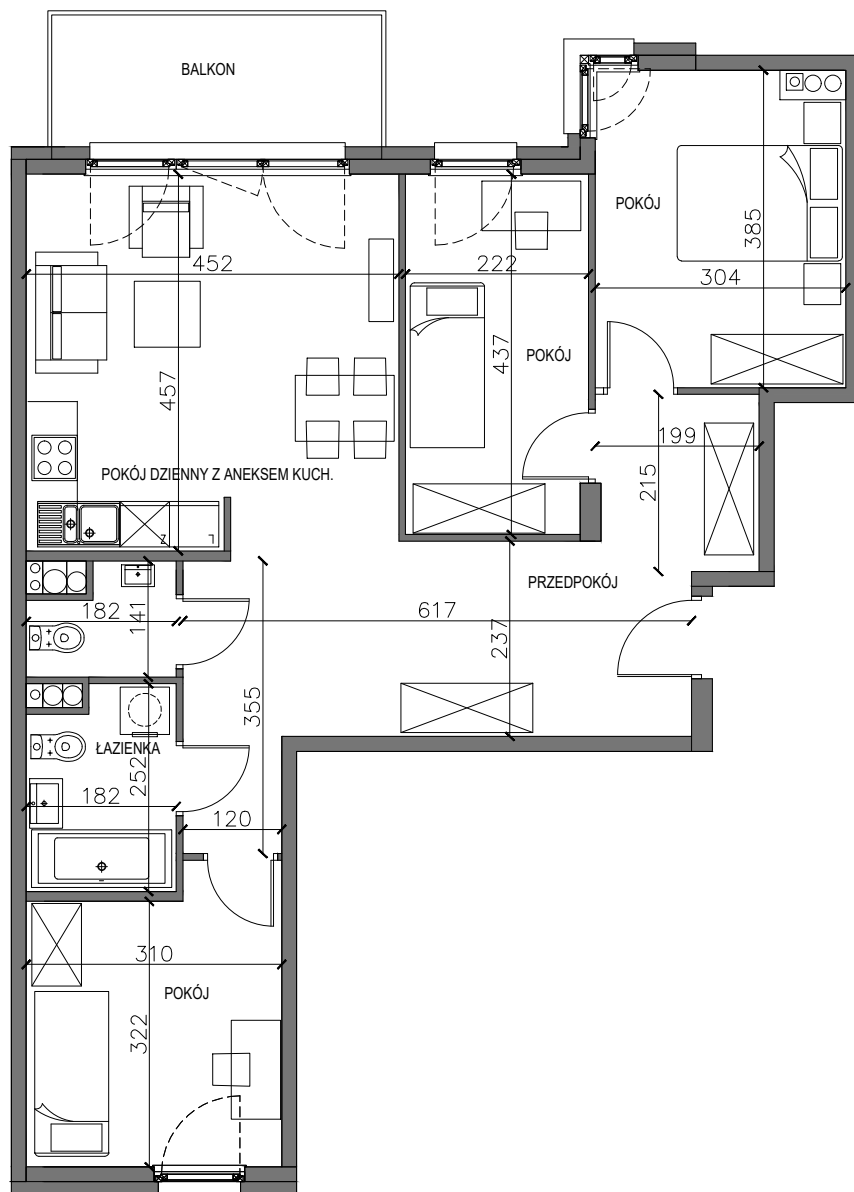 BALKON
POKÓJ
385
304
452
222
437
POKÓJ
457
199
215
POKÓJ DZIENNY Z ANEKSEM KUCH.
Z
PRZEDPOKÓJ
182
141
617
237
355
ŁAZIENKA
252
182
120
310
POKÓJ
322